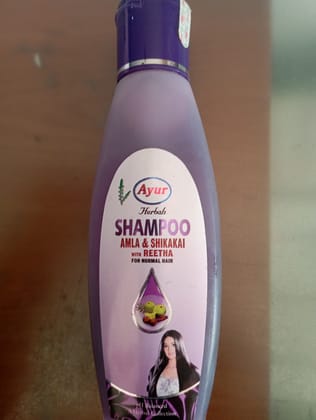 Ayur
Herbals
SHAMPOO
AMLA & SHIKAKAI
WITH REETHA
FOR NORMAL HAIR